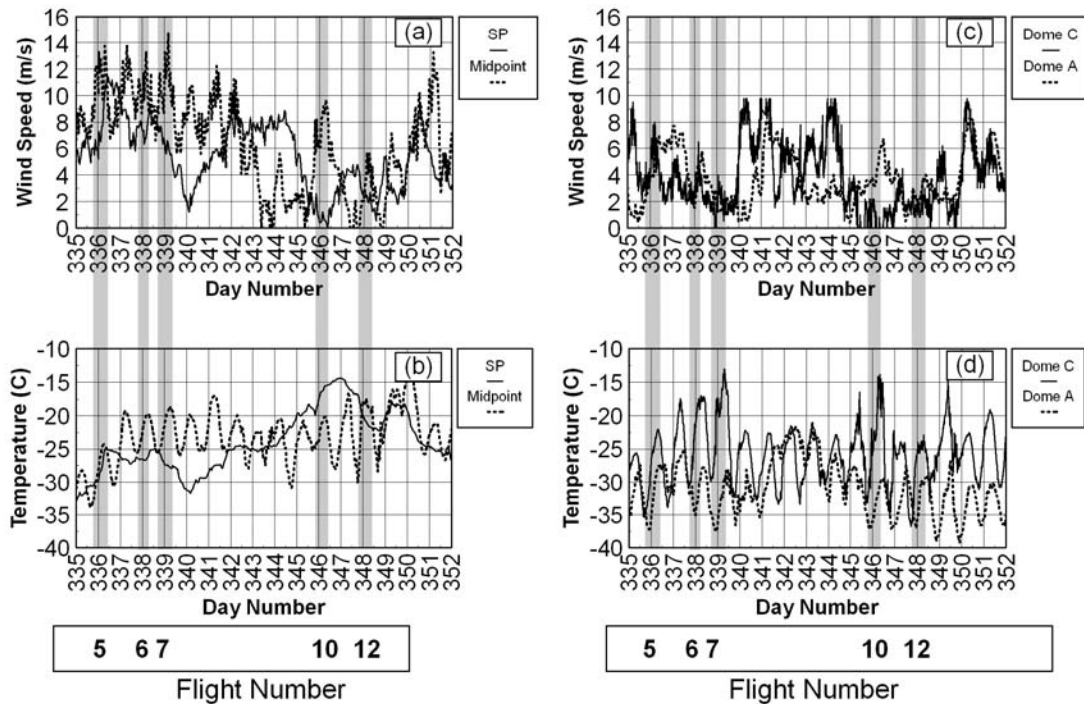 16
14
12
10
8
6
4
2
0
Wind Speed (m/s)
(a)
SP
Midpoint
335 336 337 338 339 340 341 342 343 344 345 346 347 348 349 350 351 352
Day Number
16
14
12
10
8
6
4
2
0
Wind Speed (m/s)
(c)
Dome C
Dome A
335 336 337 338 339 340 341 342 343 344 345 346 347 348 349 350 351 352
Day Number
-10
-15
-20
-25
-30
-35
-40
Temperature (C)
(b)
SP
Midpoint
335 336 337 338 339 340 341 342 343 344 345 346 347 348 349 350 351 352
Day Number
5 6 7 10 12
Flight Number
-10
-15
-20
-25
-30
-35
-40
Temperature (C)
(d)
Dome C
Dome A
335 336 337 338 339 340 341 342 343 344 345 346 347 348 349 350 351 352
Day Number
5 6 7 10 12
Flight Number